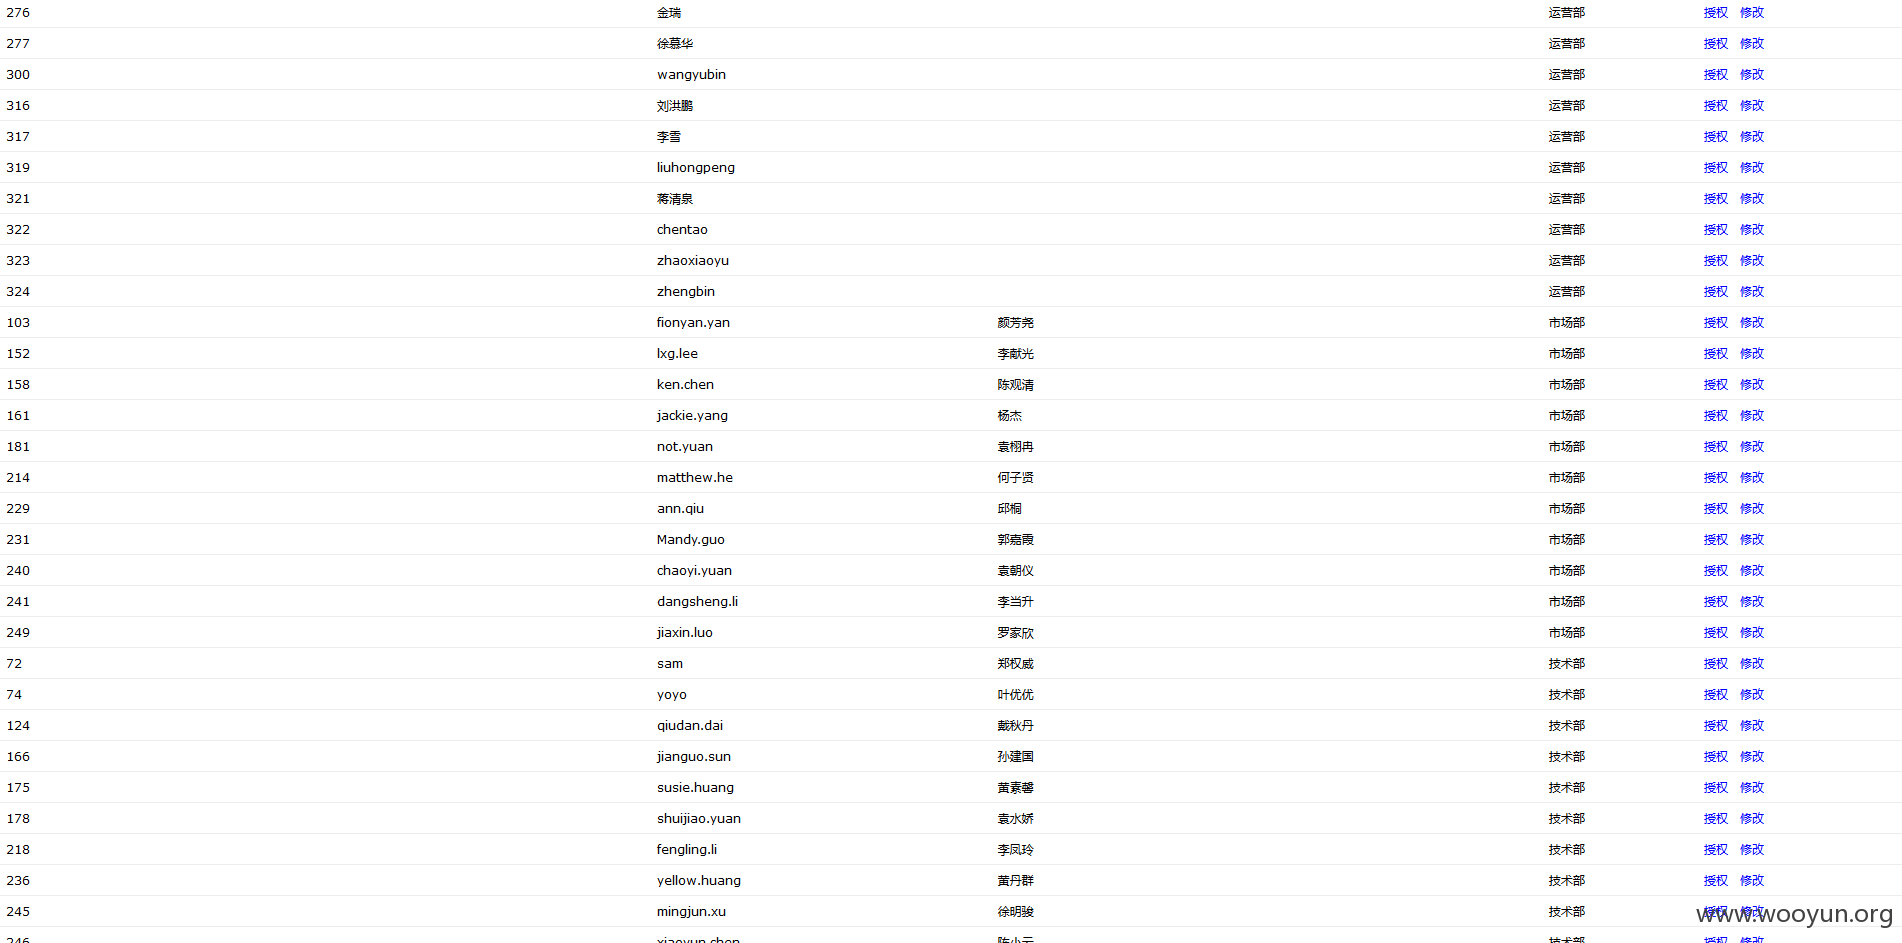 276 金瑞 运营部 授权 修改
277 徐慕华 运营部 授权 修改
300 wangyubin 运营部 授权 修改
316 刘洪鹏 运营部 授权 修改
317 李雪 运营部 授权 修改
319 liuhongpeng 运营部 授权 修改
321 蒋清泉 运营部 授权 修改
322 chentao 运营部 授权 修改
323 zhaoxiaoyu 运营部 授权 修改
324 zhengbin 运营部 授权 修改
103 fionyan.yan 颜芳尧 市场部 授权 修改
152 lxg.lee 李献光 市场部 授权 修改
158 ken.chen 陈观清 市场部 授权 修改
161 jackie.yang 杨杰 市场部 授权 修改
181 not.yuan 袁栩冉 市场部 授权 修改
214 matthew.he 何子贤 市场部 授权 修改
229 ann.qiu 邱桐 市场部 授权 修改
231 Mandy.guo 郭嘉霞 市场部 授权 修改
240 chaoyi.yuan 袁朝仪 市场部 授权 修改
241 dangsheng.li 李当升 市场部 授权 修改
249 jiaxin.luo 罗家欣 市场部 授权 修改
72 sam 郑权威 技术部 授权 修改
74 yoyo 叶优优 技术部 授权 修改
124 qiudan.dai 戴秋丹 技术部 授权 修改
166 jianguo.sun 孙建国 技术部 授权 修改
175 susie.huang 黄素馨 技术部 授权 修改
178 shuijiao.yuan 袁水娇 技术部 授权 修改
218 fengling.li 李凤玲 技术部 授权 修改
236 yellow.huang 黄丹群 技术部 授权 修改
245 mingjun.xu 徐明骏 技术部 授权 修改
www.wooyun.org
246 xiaoyun.chen 技术部 授权 修改